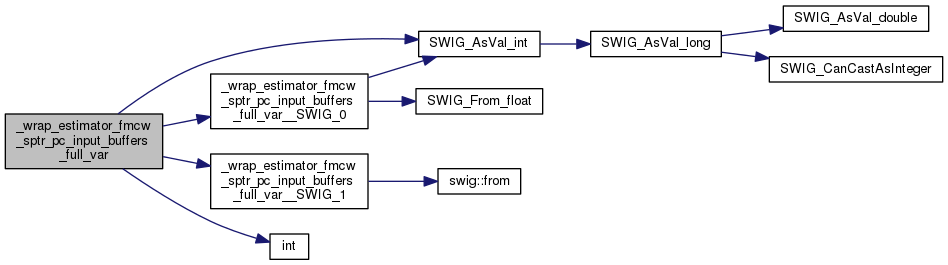 _wrap_estimator_fmcw
_sptr_pc_input_buffers
_full_var
SWIG_AsVal_int
_wrap_estimator_fmcw
_sptr_pc_input_buffers
_full_var__SWIG_0
SWIG_From_float
_wrap_estimator_fmcw
_sptr_pc_input_buffers
_full_var__SWIG_1
swig::from
int
SWIG_AsVal_long
SWIG_AsVal_double
SWIG_CanCastAsInteger